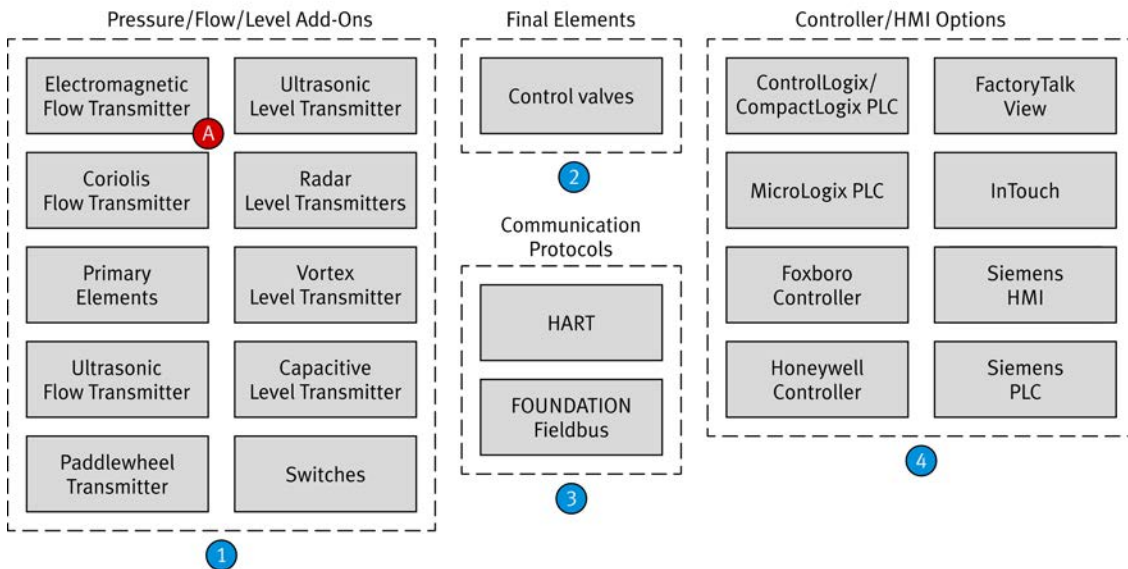 Pressure/Flow/Level Add-Ons
Electromagnetic
Flow Transmitter
A
Ultrasonic
Level Transmitter
Coriolis
Flow Transmitter
Radar
Level Transmitters
Primary
Elements
Vortex
Level Transmitter
Ultrasonic
Flow Transmitter
Capacitive
Level Transmitter
Paddlewheel
Transmitter
Switches
1
Final Elements
Control valves
2
Communication
Protocols
HART
FOUNDATION
Fieldbus
3
Controller/HMI Options
ControlLogix/
CompactLogix PLC
FactoryTalk
View
MicroLogix PLC
InTouch
Foxboro
Controller
Siemens
HMI
Honeywell
Controller
Siemens
PLC
4